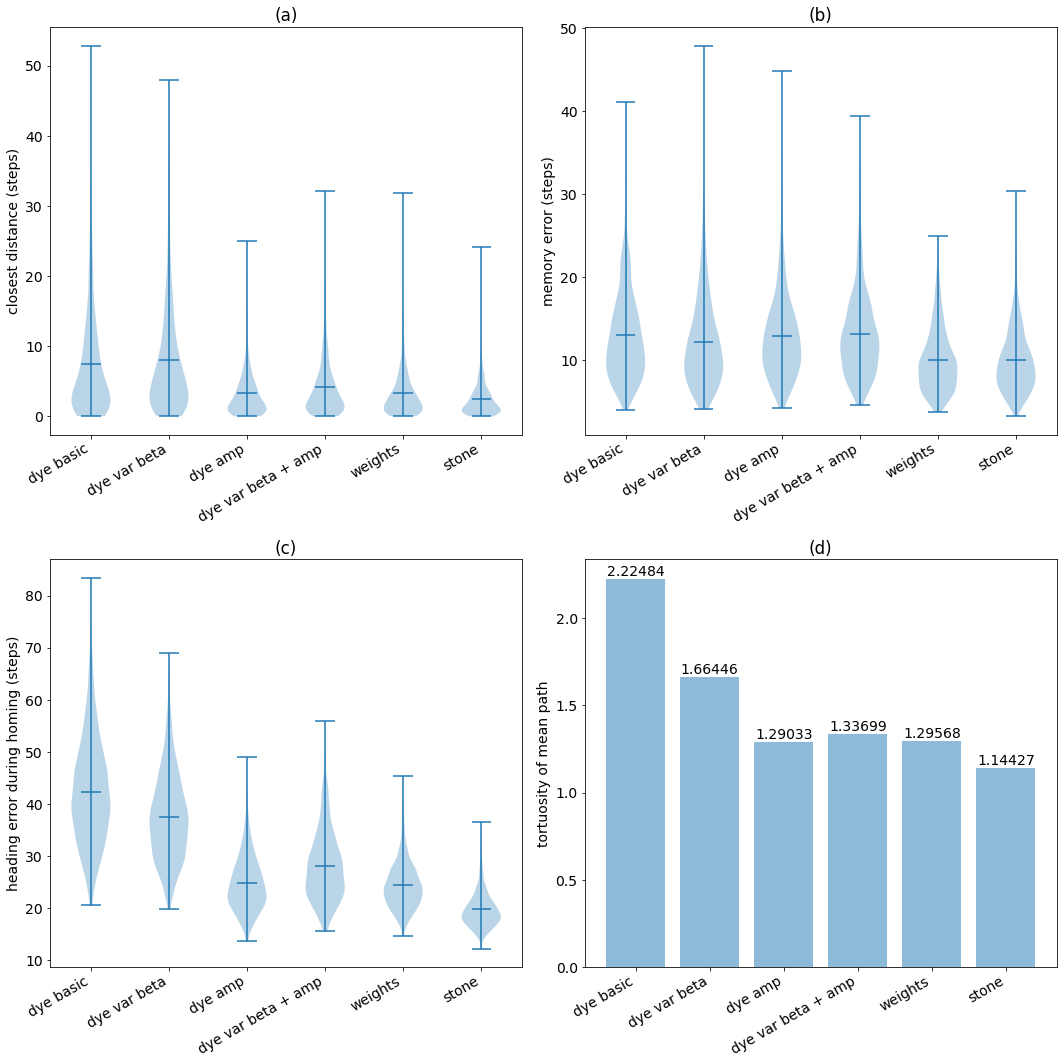 (a)
closest distance (steps)
50
40
30
20
10
0
dye basic
dye var beta
dye amp
dye var beta + amp
weights
stone
(b)
memory error (steps)
50
40
30
20
10
dye basic
dye var beta
dye amp
dye var beta + amp
weights
stone
(c)
heading error during homing (steps)
80
70
60
50
40
30
20
10
dye basic
dye var beta
dye amp
dye var beta + amp
weights
stone
(d)
tortuosity of mean path
2.0
1.5
1.0
0.5
0.0
2.22484
1.66446
1.29033
1.33699
1.29568
1.14427
dye basic
dye var beta
dye amp
dye var beta + amp
weights
stone